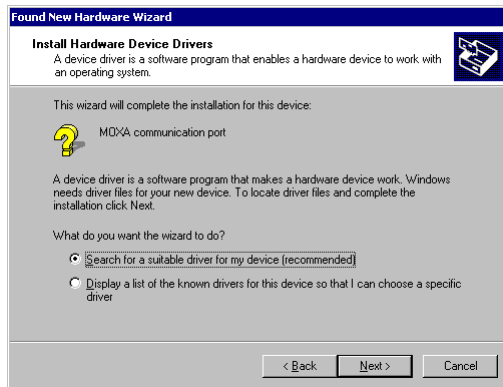 Found New Hardware Wizard
Install Hardware Device Drivers
A device driver is a software program that enables a hardware device to work with
an operating system.
This wizard will complete the installation for this device:
MOXA communication port
A device driver is a software program that makes a hardware device work. Windows
needs driver files for your new device. To locate driver files and complete the
installation click Next.
What do you want the wizard to do?
Search for a suitable driver for my device (recommended)
Display a list of the known drivers for this device so that I can choose a specific
driver
< Back Next > Cancel